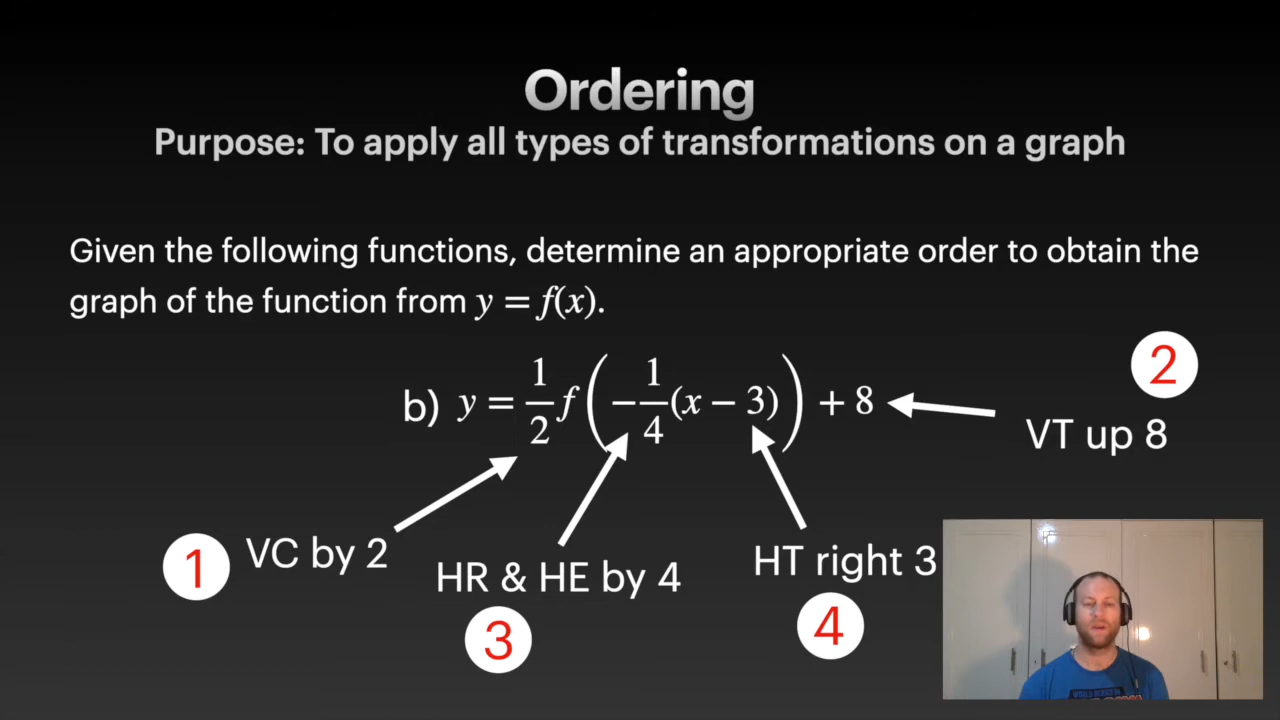 Ordering
Purpose: To apply all types of transformations on a graph
Given the following functions, determine an appropriate order to obtain the
graph of the function from y = f(x).
b) y = 1/2 f(−1/4(x − 3)) + 8
2
VT up 8
1 VC by 2
HR & HE by 4
3
HT right 3
4